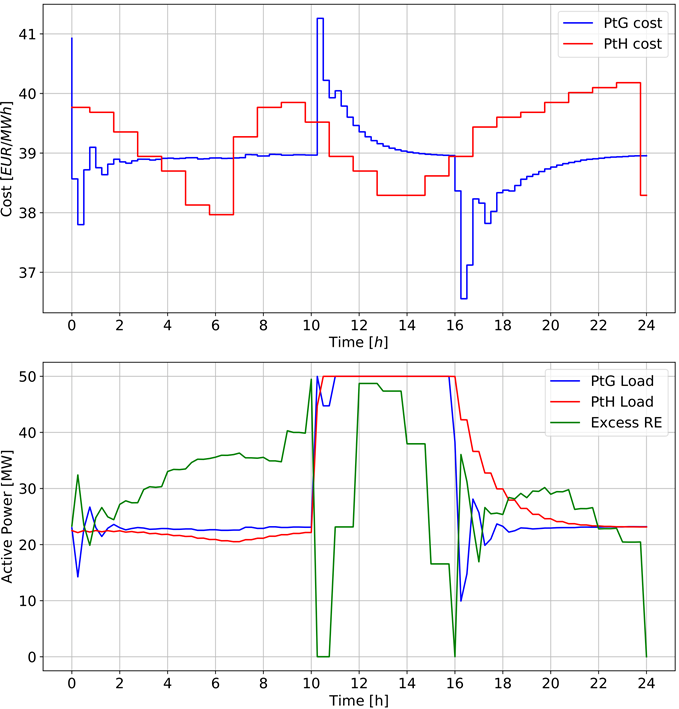 Cost [EUR/MWh]
41
40
39
38
37
PtG cost
PtH cost
0 2 4 6 8 10 12 14 16 18 20 22 24
Time [h]
Active Power [MW]
50
40
30
20
10
0
PtG Load
PtH Load
Excess RE
0 2 4 6 8 10 12 14 16 18 20 22 24
Time [h]